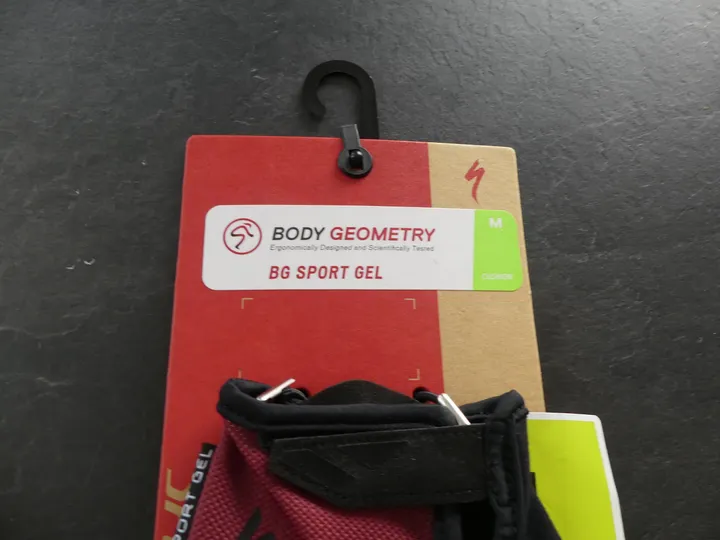 BODY GEOMETRY
Ergonomically Designed and Scientifically Tested
BG SPORT GEL
M
CUSHION
SPORT GEL